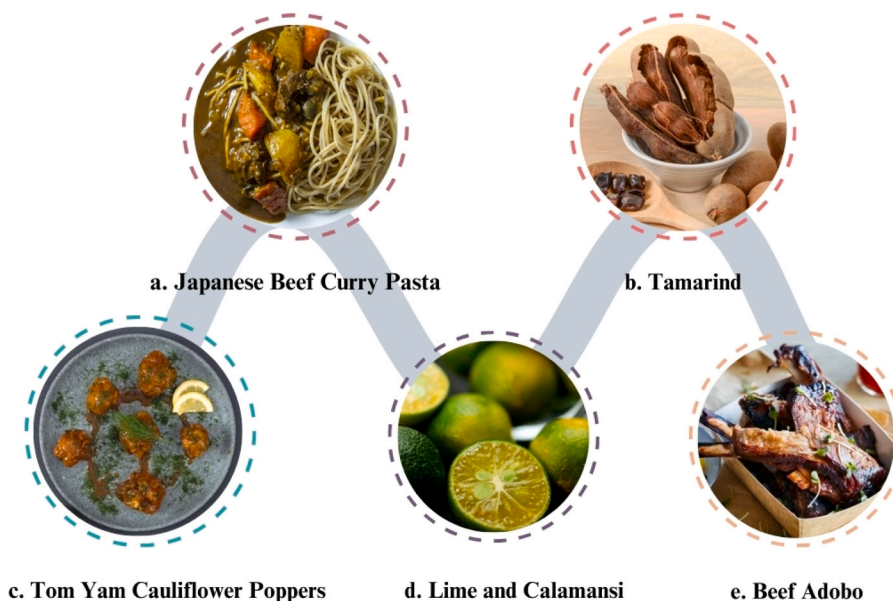 a. Japanese Beef Curry Pasta
b. Tamarind
c. Tom Yam Cauliflower Poppers
d. Lime and Calamansi
e. Beef Adobo